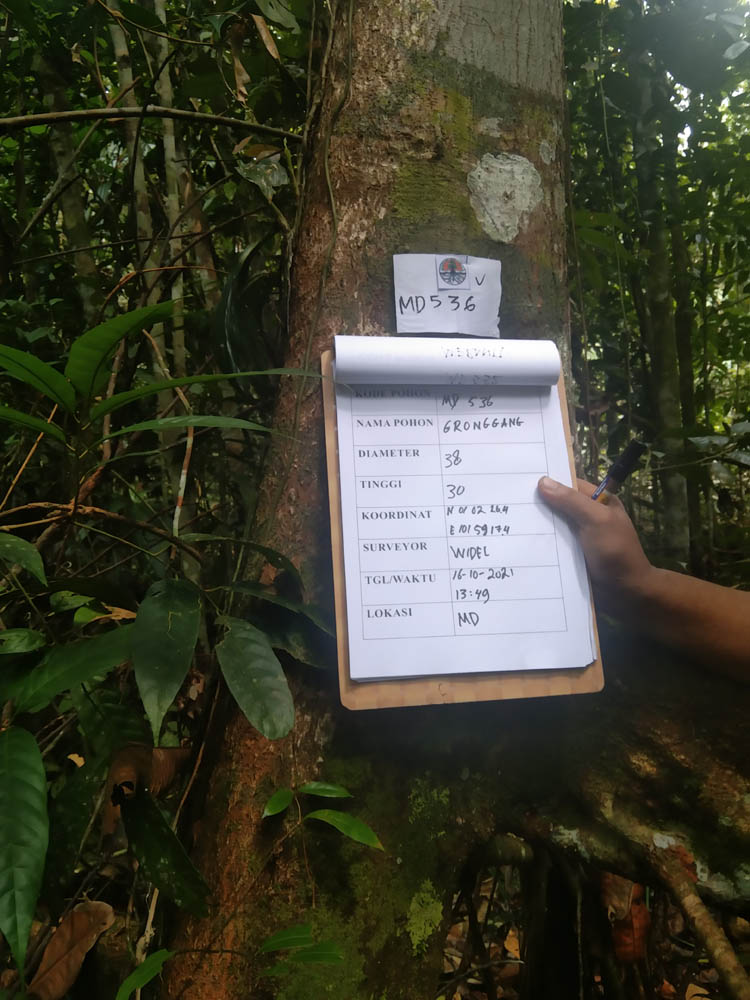 MD536
KODE POHON MD 536
NAMA POHON GRONGGANG
DIAMETER 38
TINGGI 30
KOORDINAT N 01 02 26.4
E 101 59 17.4
SURVEYOR WIDEL
TGL/WAKTU 16-10-2021
13:49
LOKASI MD